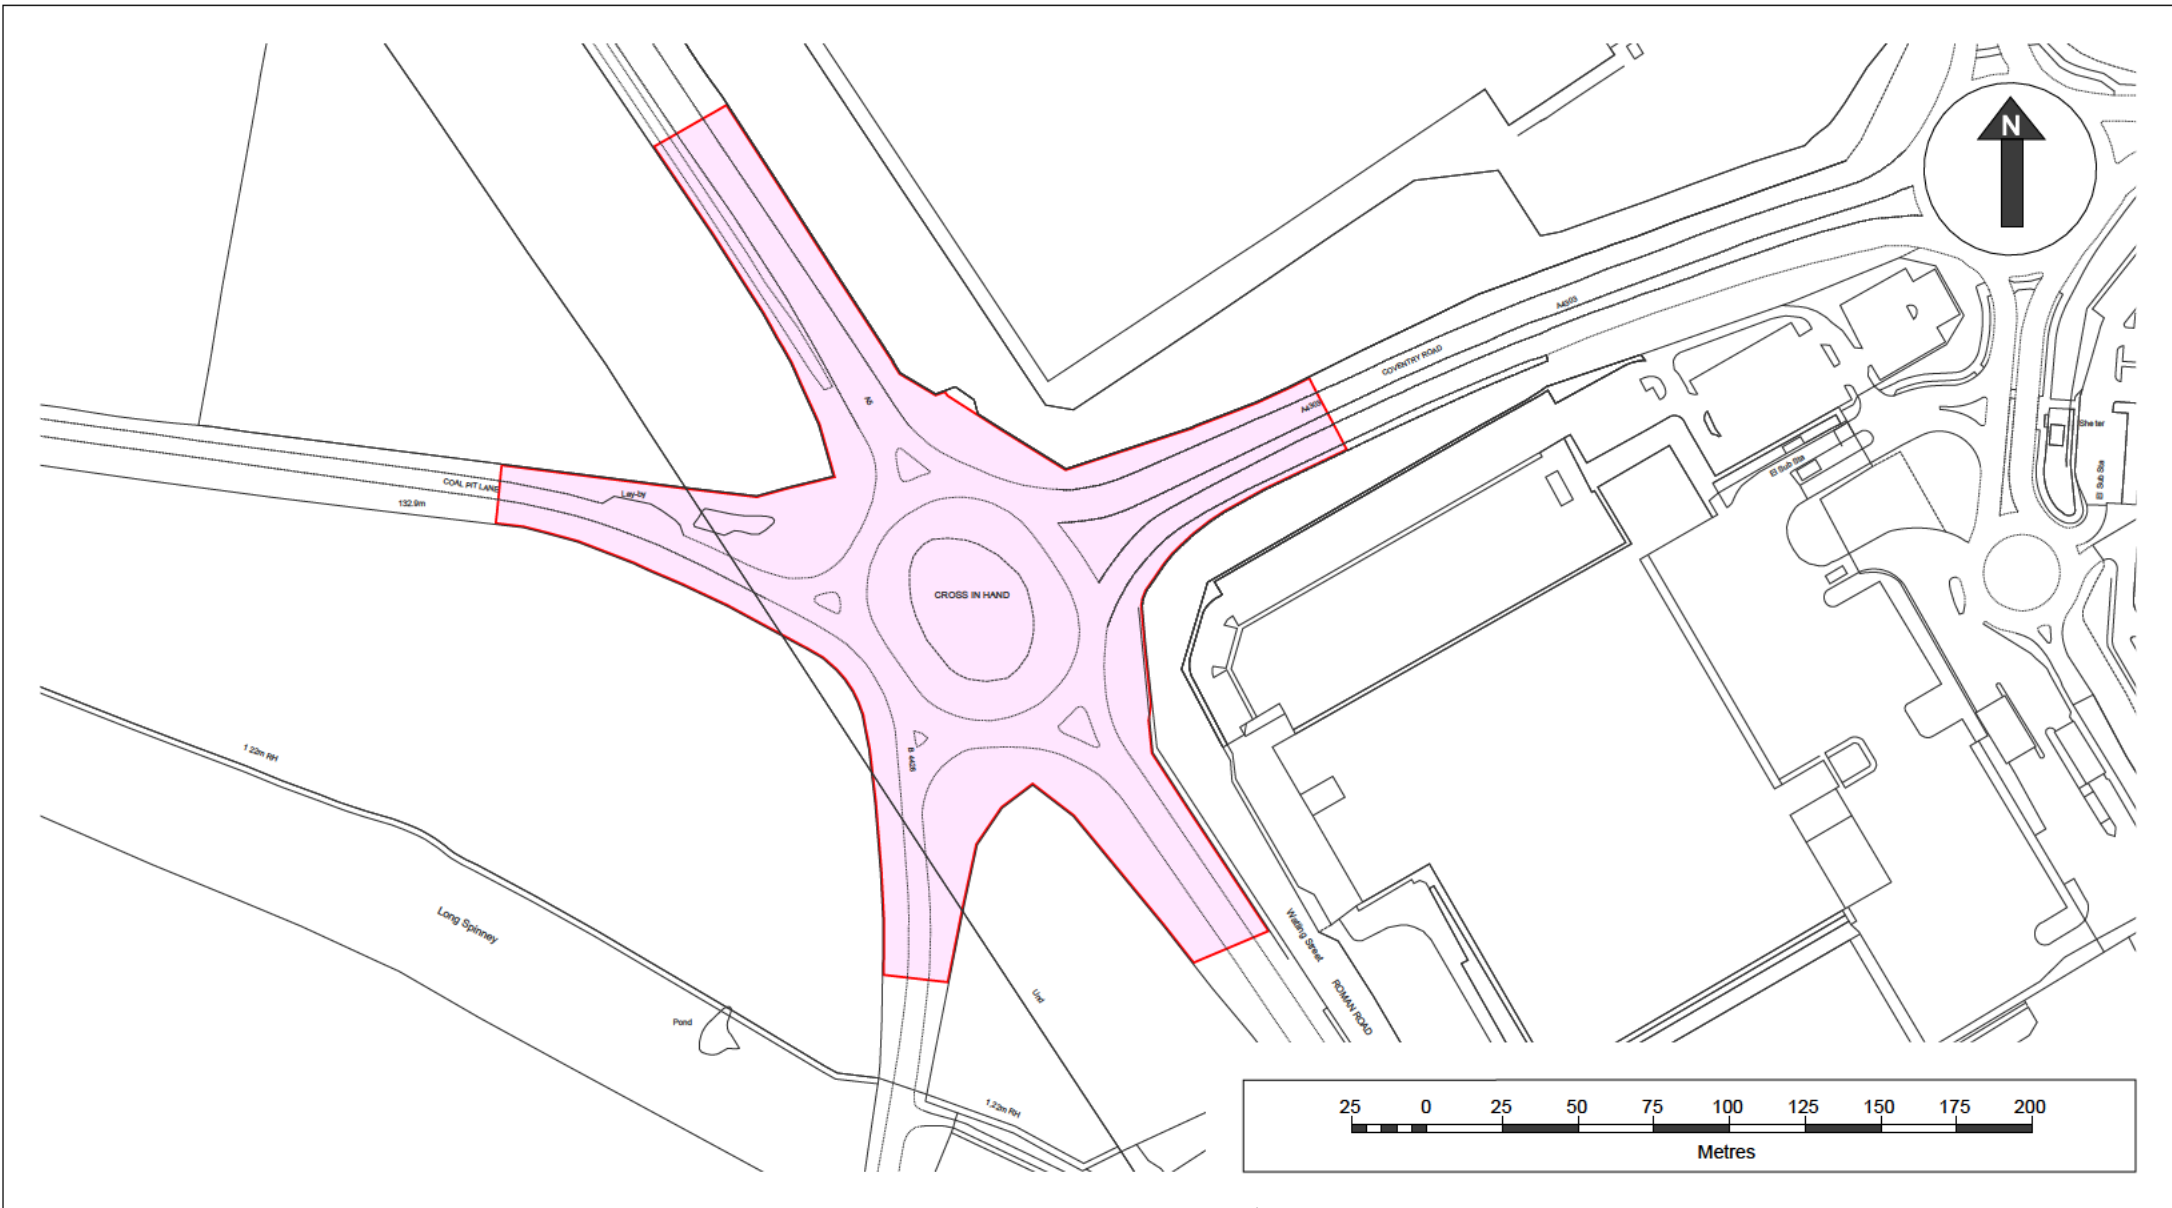 N
A4303
COVENTRY ROAD
A5
A4303
Shelter
El Sub Sta
El Sub Sta
COAL PIT LANE
Lay-by
132.9m
CROSS IN HAND
1.22m RH
B 4428
Long Spinney
Watling Street
ROMAN ROAD
Und
Pond
1.22m RH
25 0 25 50 75 100 125 150 175 200
Metres